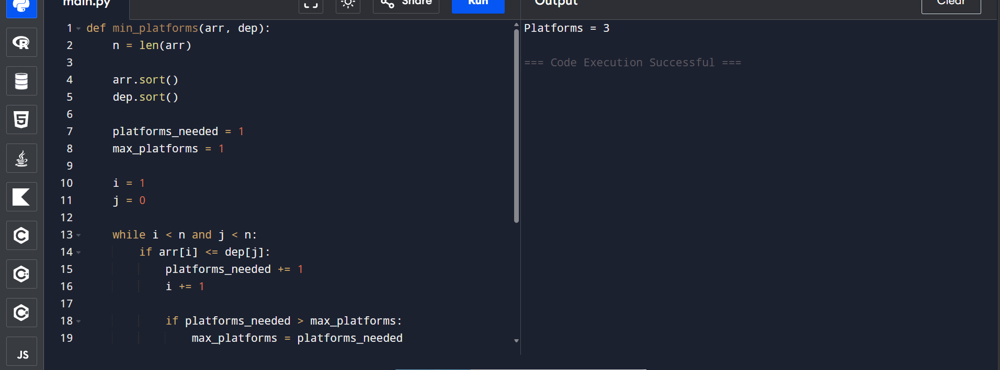 main.py
Share
Run
Output
Clear
1 def min_platforms(arr, dep):
2     n = len(arr)
3
4     arr.sort()
5     dep.sort()
6
7     platforms_needed = 1
8     max_platforms = 1
9
10     i = 1
11     j = 0
12
13     while i < n and j < n:
14         if arr[i] <= dep[j]:
15             platforms_needed += 1
16             i += 1
17
18             if platforms_needed > max_platforms:
19                 max_platforms = platforms_needed
Platforms = 3
=== Code Execution Successful ===
R
5
C
C++
C#
JS